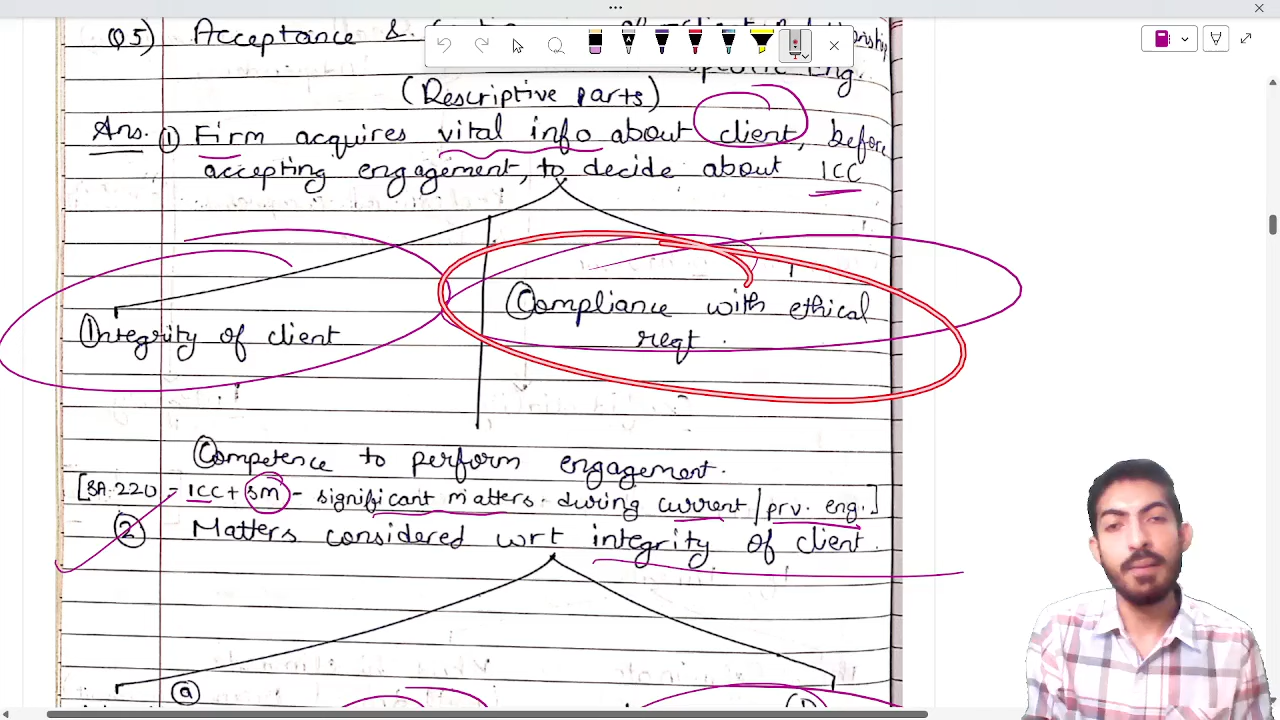 Q5) Acceptance &
specific Eng.
(Descriptive parts)
Ans. ① Firm acquires vital info about client, before
accepting engagement, to decide about ICC
Integrity of client
Compliance with ethical
reqt.
Competence to perform engagement.
[SA 220 - ICC + SM - significant matters during current / prv. eng.]
② Matters considered wrt integrity of client.
ⓐ